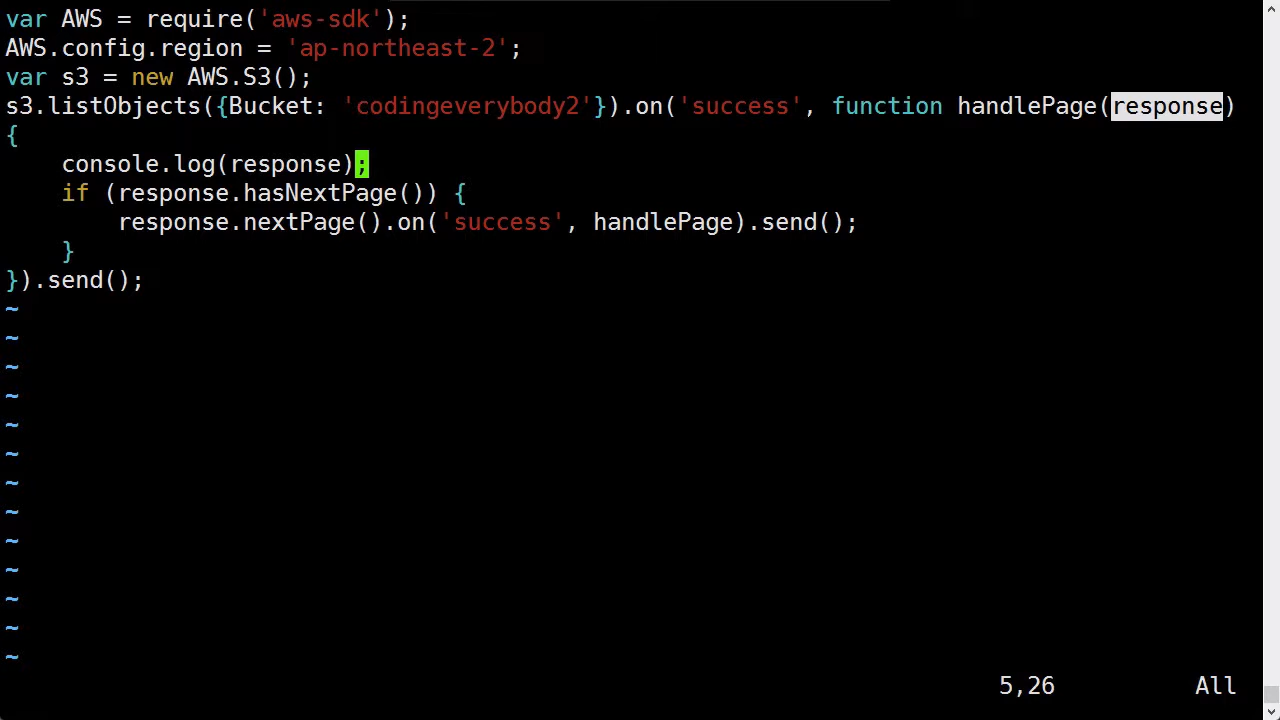 var AWS = require('aws-sdk');
AWS.config.region = 'ap-northeast-2';
var s3 = new AWS.S3();
s3.listObjects({Bucket: 'codingeverybody2'}).on('success', function handlePage(response)
{
    console.log(response);
    if (response.hasNextPage()) {
        response.nextPage().on('success', handlePage).send();
    }
}).send();
~
~
~
~
~
~
~
~
~
~
~
~
~
5,26 All